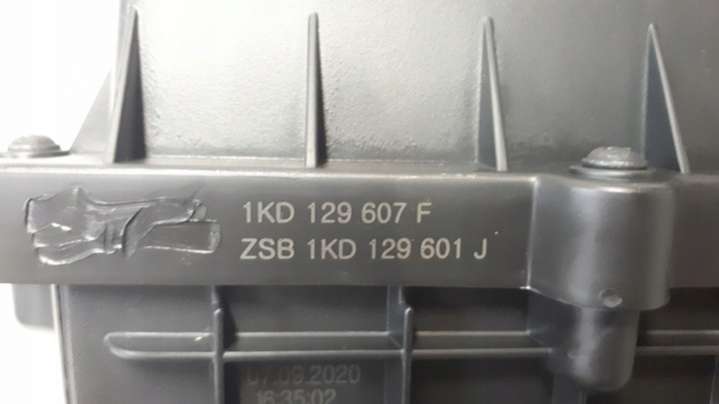 1KD 129 607 F
ZSB 1KD 129 601 J
07.09.2020
16:35:02